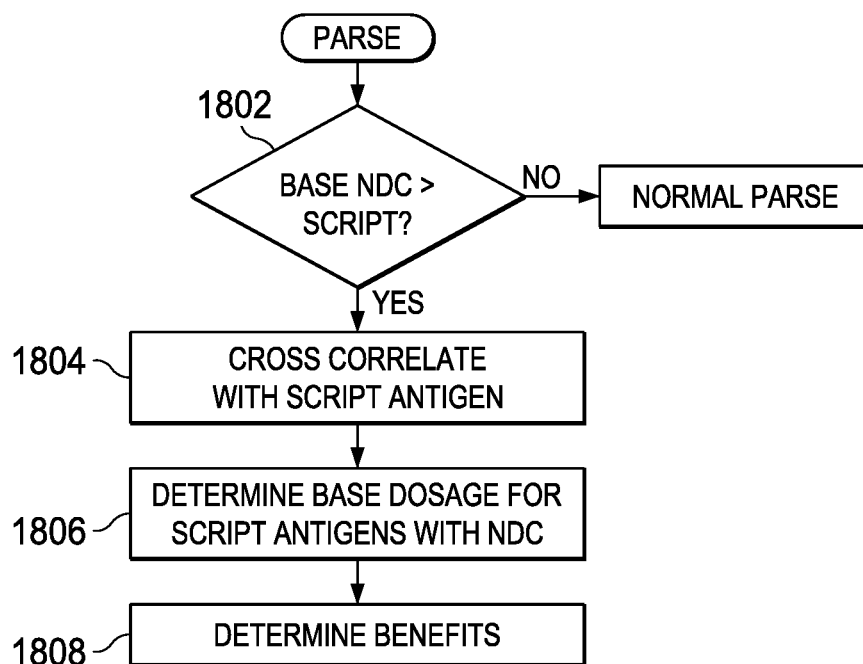 PARSE
1802
BASE NDC >
SCRIPT?
NO
NORMAL PARSE
YES
1804
CROSS CORRELATE
WITH SCRIPT ANTIGEN
1806
DETERMINE BASE DOSAGE FOR
SCRIPT ANTIGENS WITH NDC
1808
DETERMINE BENEFITS